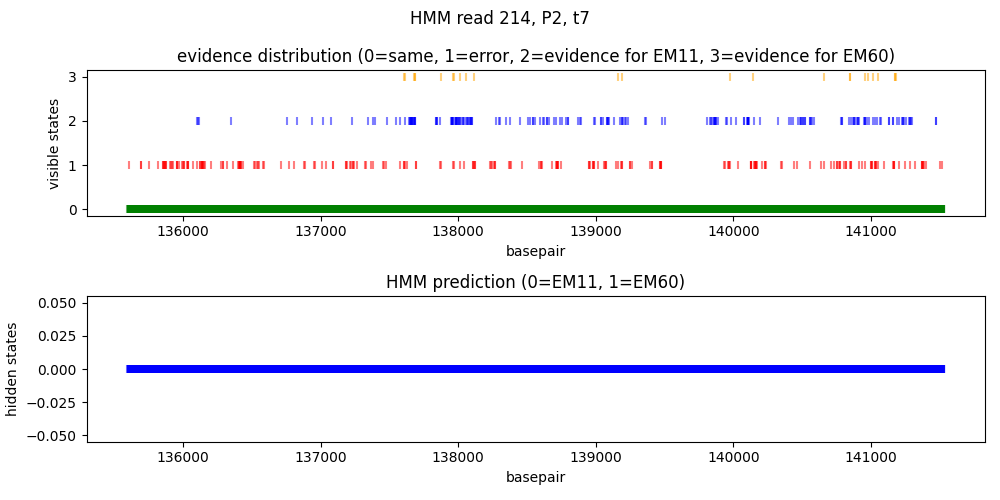 HMM read 214, P2, t7
evidence distribution (0=same, 1=error, 2=evidence for EM11, 3=evidence for EM60)
visible states
3
2
1
0
136000 137000 138000 139000 140000 141000
basepair
HMM prediction (0=EM11, 1=EM60)
hidden states
0.050
0.025
0.000
−0.025
−0.050
136000 137000 138000 139000 140000 141000
basepair